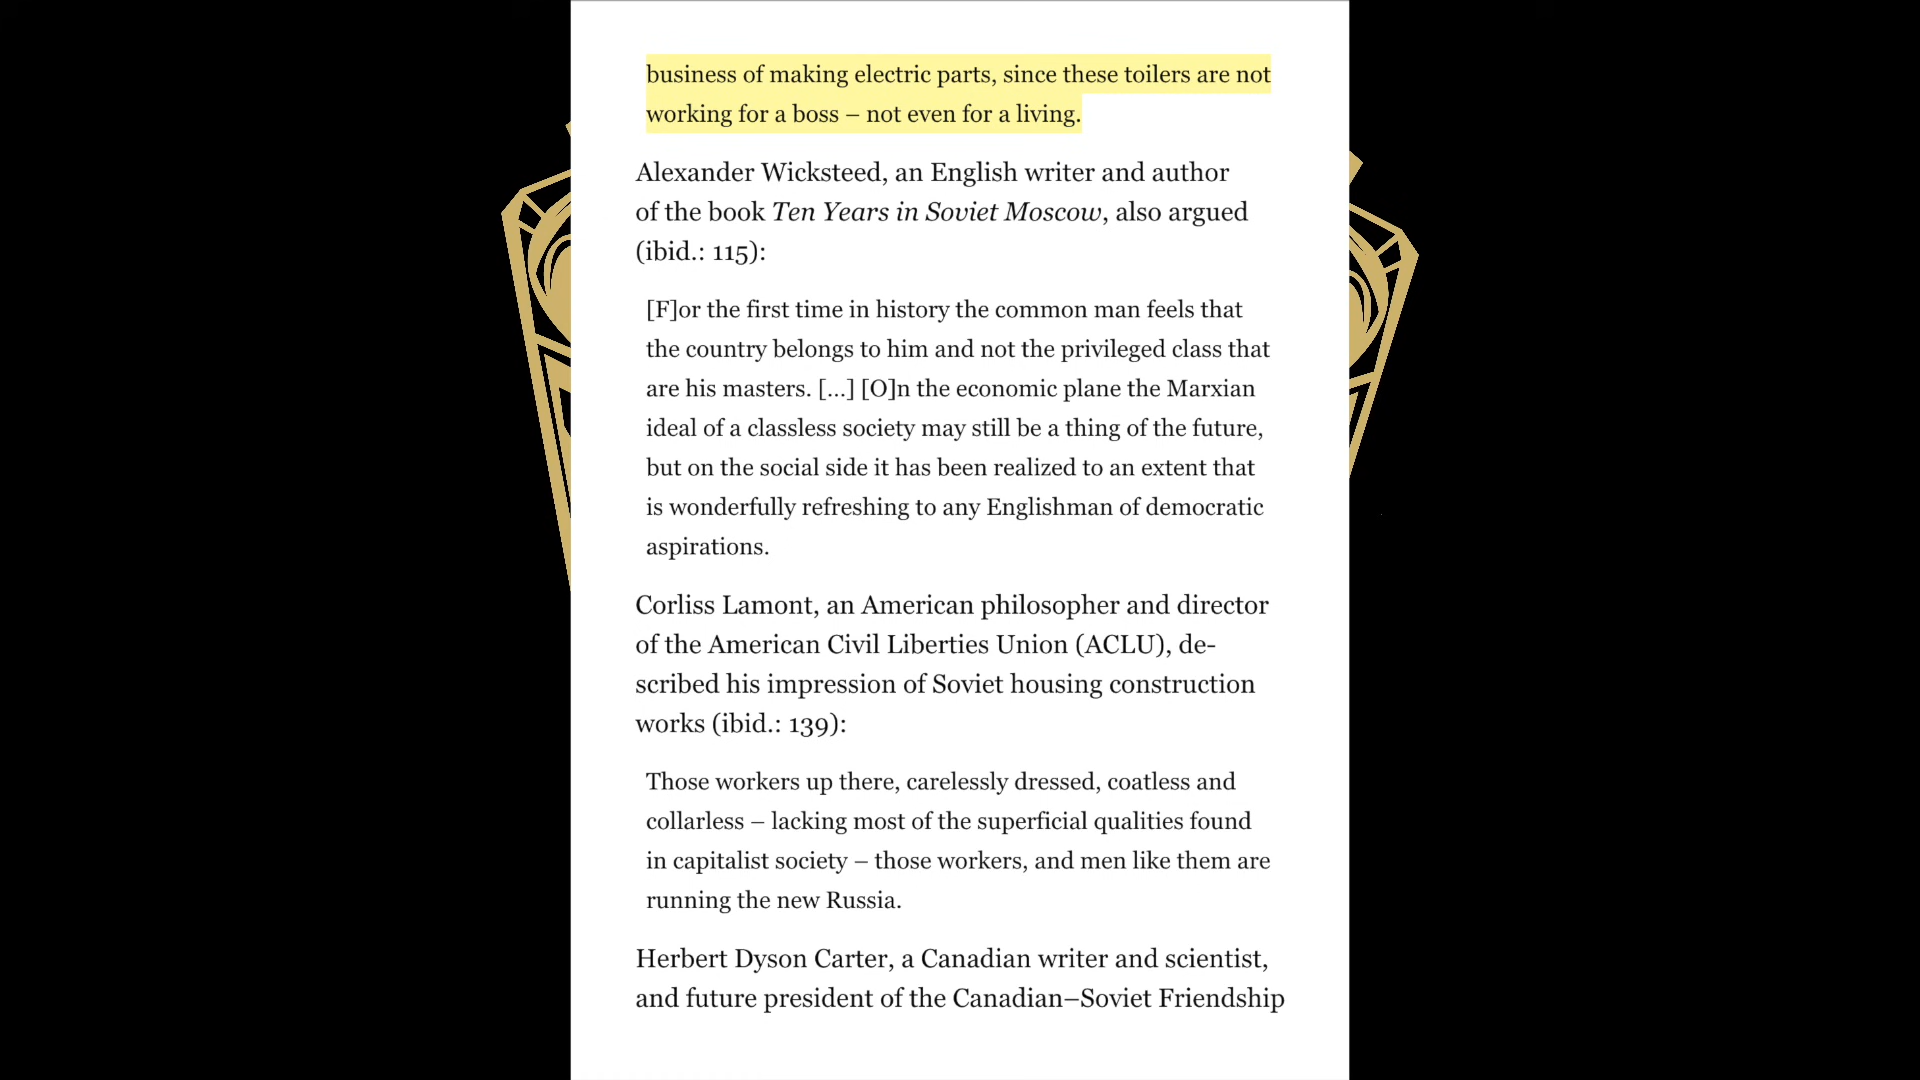 business of making electric parts, since these toilers are not
working for a boss – not even for a living.
Alexander Wicksteed, an English writer and author
of the book Ten Years in Soviet Moscow, also argued
(ibid.: 115):
[F]or the first time in history the common man feels that
the country belongs to him and not the privileged class that
are his masters. […] [O]n the economic plane the Marxian
ideal of a classless society may still be a thing of the future,
but on the social side it has been realized to an extent that
is wonderfully refreshing to any Englishman of democratic
aspirations.
Corliss Lamont, an American philosopher and director
of the American Civil Liberties Union (ACLU), de-
scribed his impression of Soviet housing construction
works (ibid.: 139):
Those workers up there, carelessly dressed, coatless and
collarless – lacking most of the superficial qualities found
in capitalist society – those workers, and men like them are
running the new Russia.
Herbert Dyson Carter, a Canadian writer and scientist,
and future president of the Canadian–Soviet Friendship